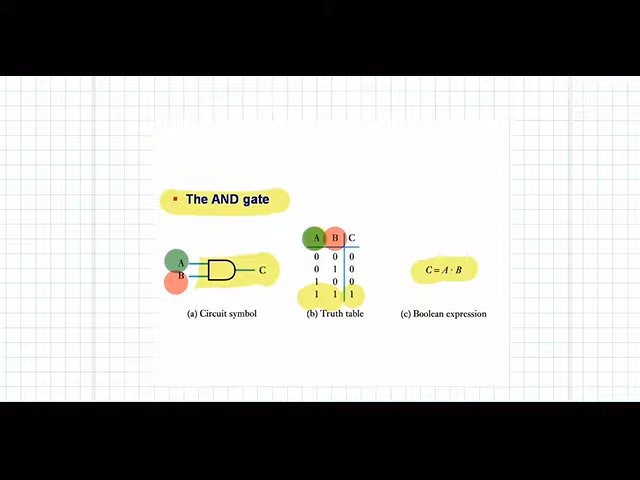 The AND gate
A B C
A
B
C
0 0 0
0 1 0
1 0 0
1 1 1
C = A · B
(a) Circuit symbol
(b) Truth table
(c) Boolean expression